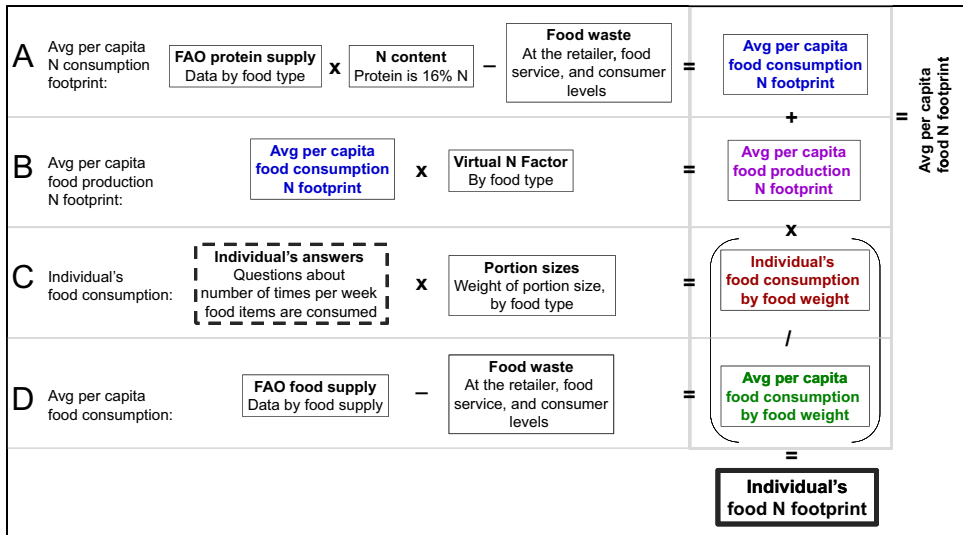 A
Avg per capita
N consumption
footprint:
FAO protein supply
Data by food type
x
N content
Protein is 16% N
–
Food waste
At the retailer, food
service, and consumer
levels
=
Avg per capita
food consumption
N footprint
+
= Avg per capita
food N footprint
B
Avg per capita
food production
N footprint:
Avg per capita
food consumption
N footprint
x
Virtual N Factor
By food type
=
Avg per capita
food production
N footprint
x
C
Individual's
food consumption:
Individual's answers
Questions about
number of times per week
food items are consumed
x
Portion sizes
Weight of portion size,
by food type
=
Individual's
food consumption
by food weight
/
D
Avg per capita
food consumption:
FAO food supply
Data by food supply
–
Food waste
At the retailer, food
service, and consumer
levels
=
Avg per capita
food consumption
by food weight
=
Individual's
food N footprint